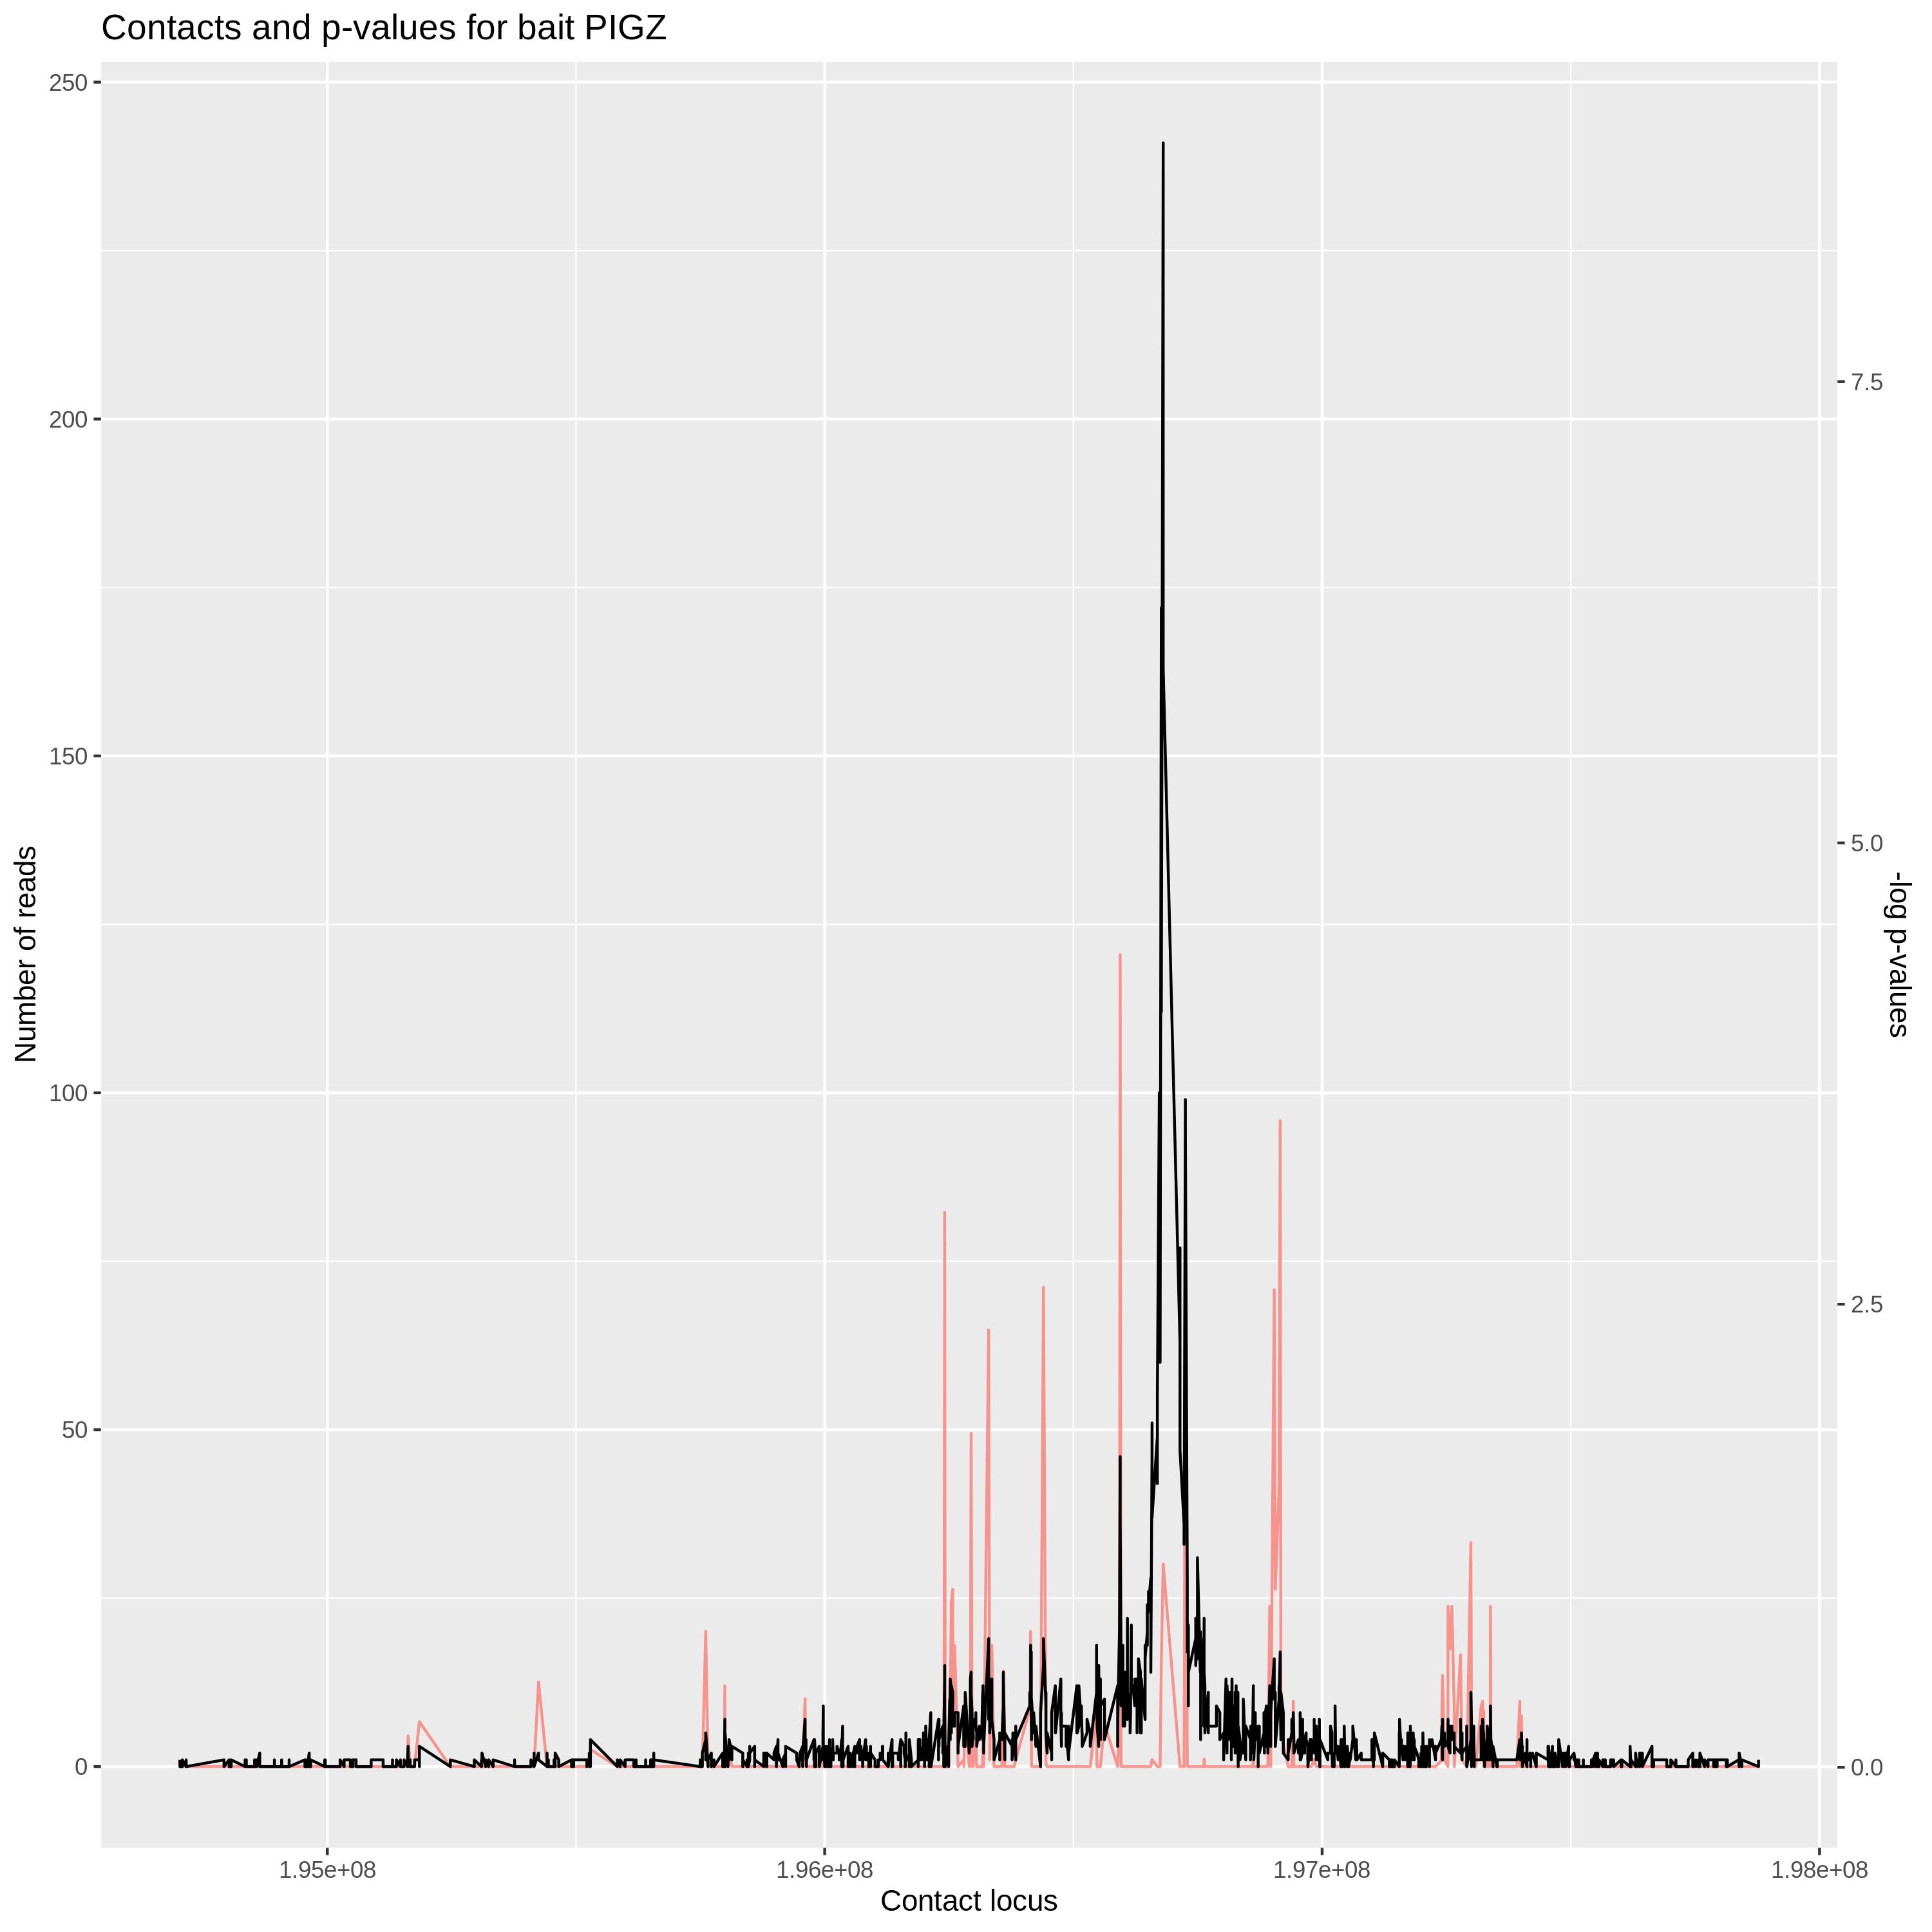 Contacts and p-values for bait PIGZ
250
200
150
100
50
0
Number of reads
7.5
5.0
2.5
0.0
-log p-values
1.95e+08
1.96e+08
1.97e+08
1.98e+08
Contact locus